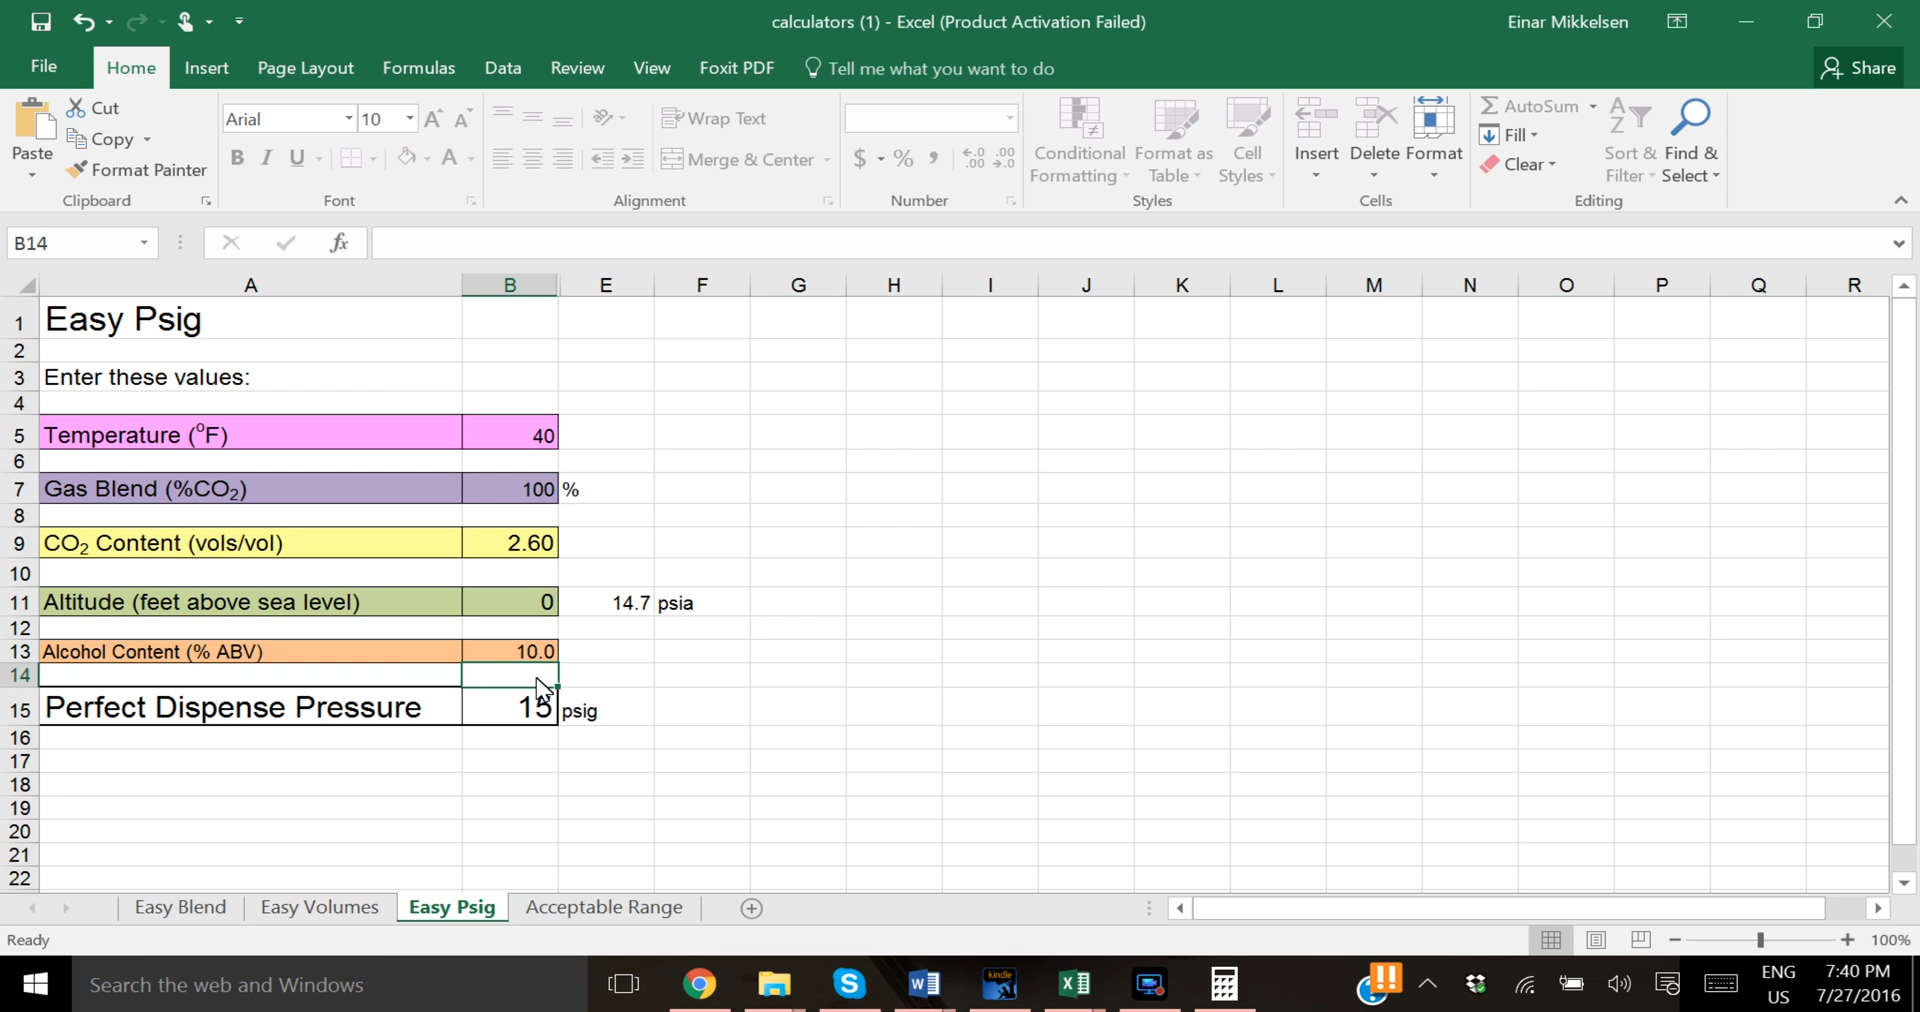 calculators (1) - Excel (Product Activation Failed)
Einar Mikkelsen
File Home Insert Page Layout Formulas Data Review View Foxit PDF Tell me what you want to do
Share
Paste
Cut
Copy
Format Painter
Clipboard
Arial 10
B I U
Font
Wrap Text
Merge & Center
Alignment
$ % ,
Number
Conditional Formatting
Format as Table
Cell Styles
Styles
Insert
Delete
Format
Cells
AutoSum
Fill
Clear
Sort & Filter
Find & Select
Editing
B14
fx
A B E F G H I J K L M N O P Q R
1 Easy Psig
2
3 Enter these values:
4
5 Temperature (°F) 40
6
7 Gas Blend (%CO₂) 100 %
8
9 CO₂ Content (vols/vol) 2.60
10
11 Altitude (feet above sea level) 0 14.7 psia
12
13 Alcohol Content (% ABV) 10.0
14
15 Perfect Dispense Pressure 15 psig
16
17
18
19
20
21
22
Easy Blend Easy Volumes Easy Psig Acceptable Range
Ready
100%
Search the web and Windows
kindle
ENG
US
7:40 PM
7/27/2016